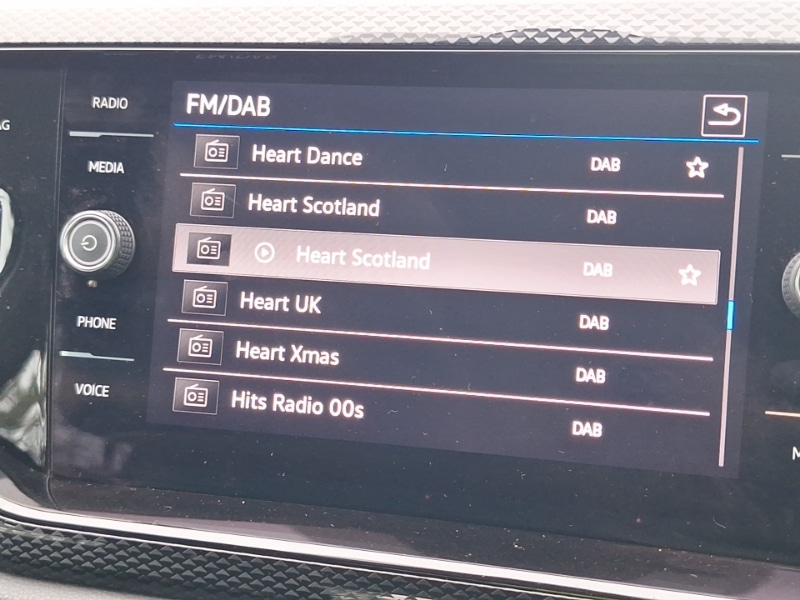 RADIO
MEDIA
PHONE
VOICE
FM/DAB
Heart Dance DAB
Heart Scotland DAB
Heart Scotland DAB
Heart UK DAB
Heart Xmas DAB
Hits Radio 00s DAB